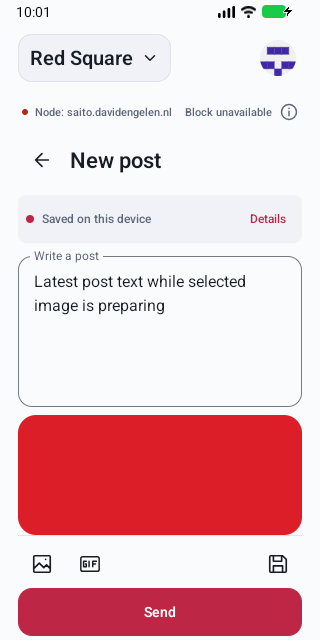 10:01
Red Square
Node: saito.davidengelen.nl Block unavailable
New post
Saved on this device Details
Write a post
Latest post text while selected
image is preparing
GIF
Send